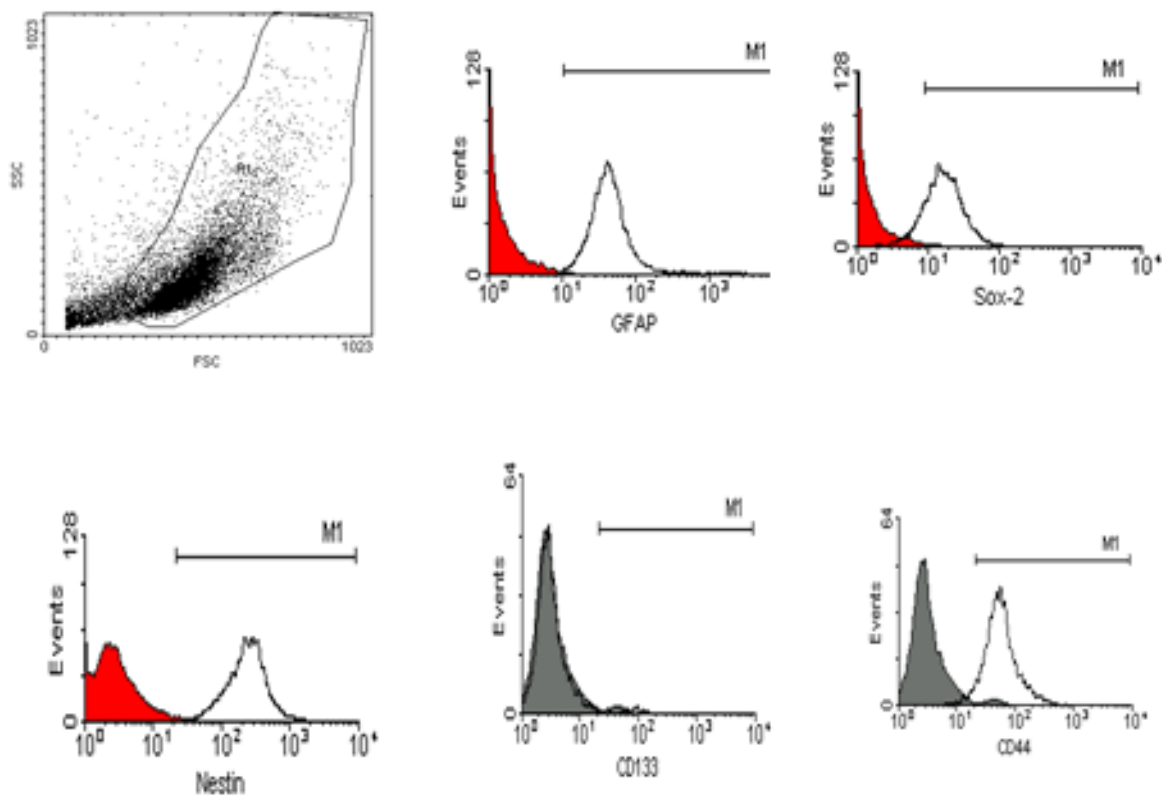 1023
SSC
0
R1
0
1023
FSC
M1
128
Events
0
10⁰ 10¹ 10² 10³
GFAP
M1
128
Events
0
10⁰ 10¹ 10² 10³ 10⁴
Sox-2
M1
128
Events
0
10⁰ 10¹ 10² 10³ 10⁴
Nestin
M1
64
Events
0
10⁰ 10¹ 10² 10³ 10⁴
CD133
M1
64
Events
0
10⁰ 10¹ 10² 10³ 10⁴
CD44